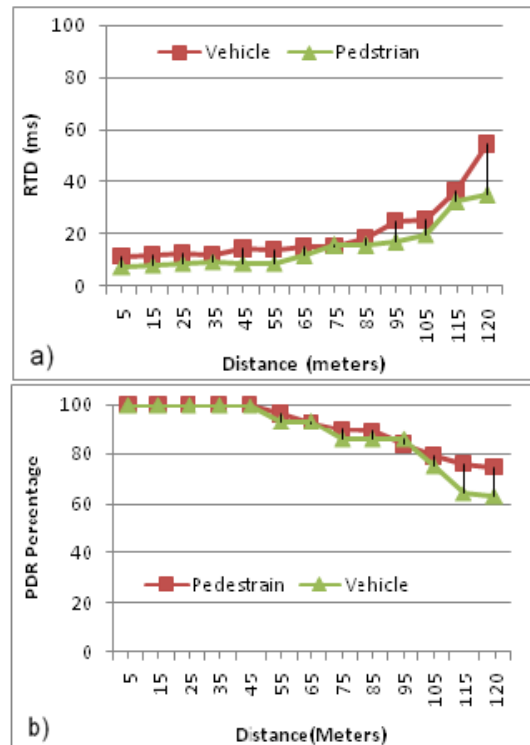 100
80
60
40
20
0
RTD (ms)
Vehicle Pedstrian
5 15 25 35 45 55 65 75 85 95 105 115 120
Distance (meters)
a)
100
80
60
40
20
0
PDR Percentage
Pedestrain Vehicle
5 15 25 35 45 55 65 75 85 95 105 115 120
Distance(Meters)
b)